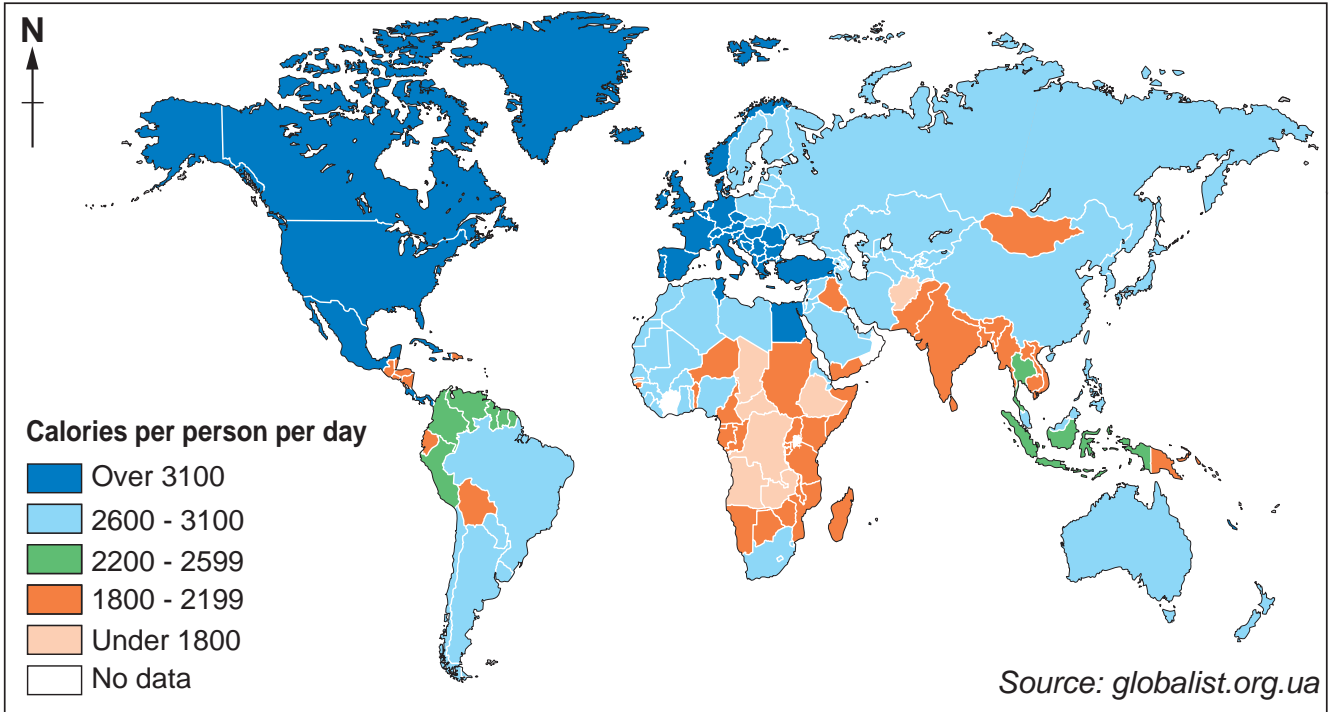 N
Calories per person per day
Over 3100
2600 - 3100
2200 - 2599
1800 - 2199
Under 1800
No data
Source: globalist.org.ua